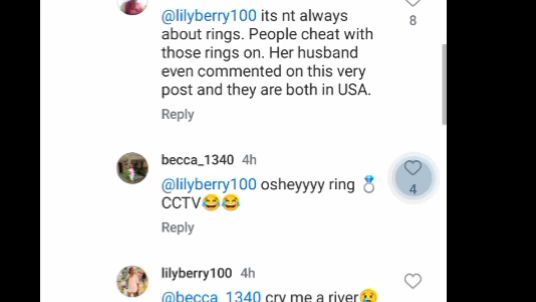 @lilyberry100 its nt always
8
about rings. People cheat with
those rings on. Her husband
even commented on this very
post and they are both in USA.
Reply
becca_1340 4h
@lilyberry100 osheyyyy ring 💍
4
CCTV😂😂
Reply
lilyberry100 4h
@becca_1340 cry me a river😢